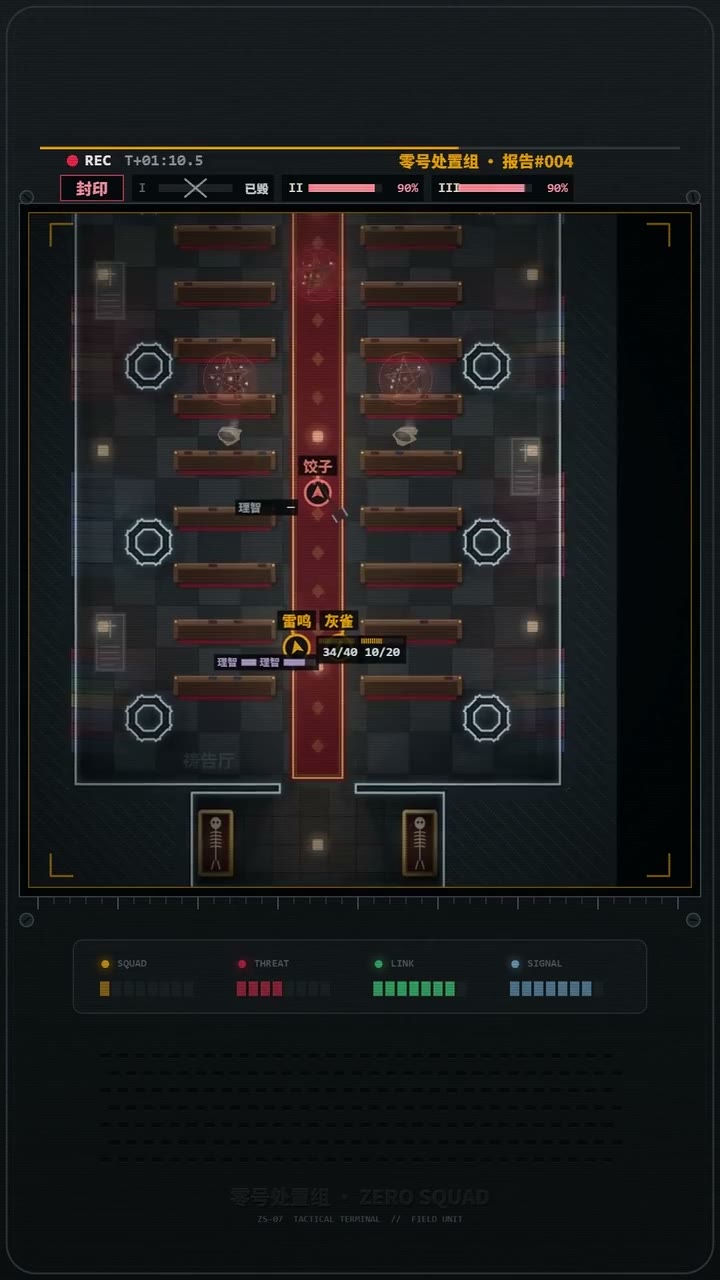 REC T+01:10.5 零号处置组 · 报告#004
封印 I 已毁 II 90% III 90%
饺子
理智 —
雷鸣 灰雀
34/40 10/20
理智 理智
祷告厅
SQUAD THREAT LINK SIGNAL
零号处置组 · ZERO SQUAD
ZS-07 TACTICAL TERMINAL // FIELD UNIT